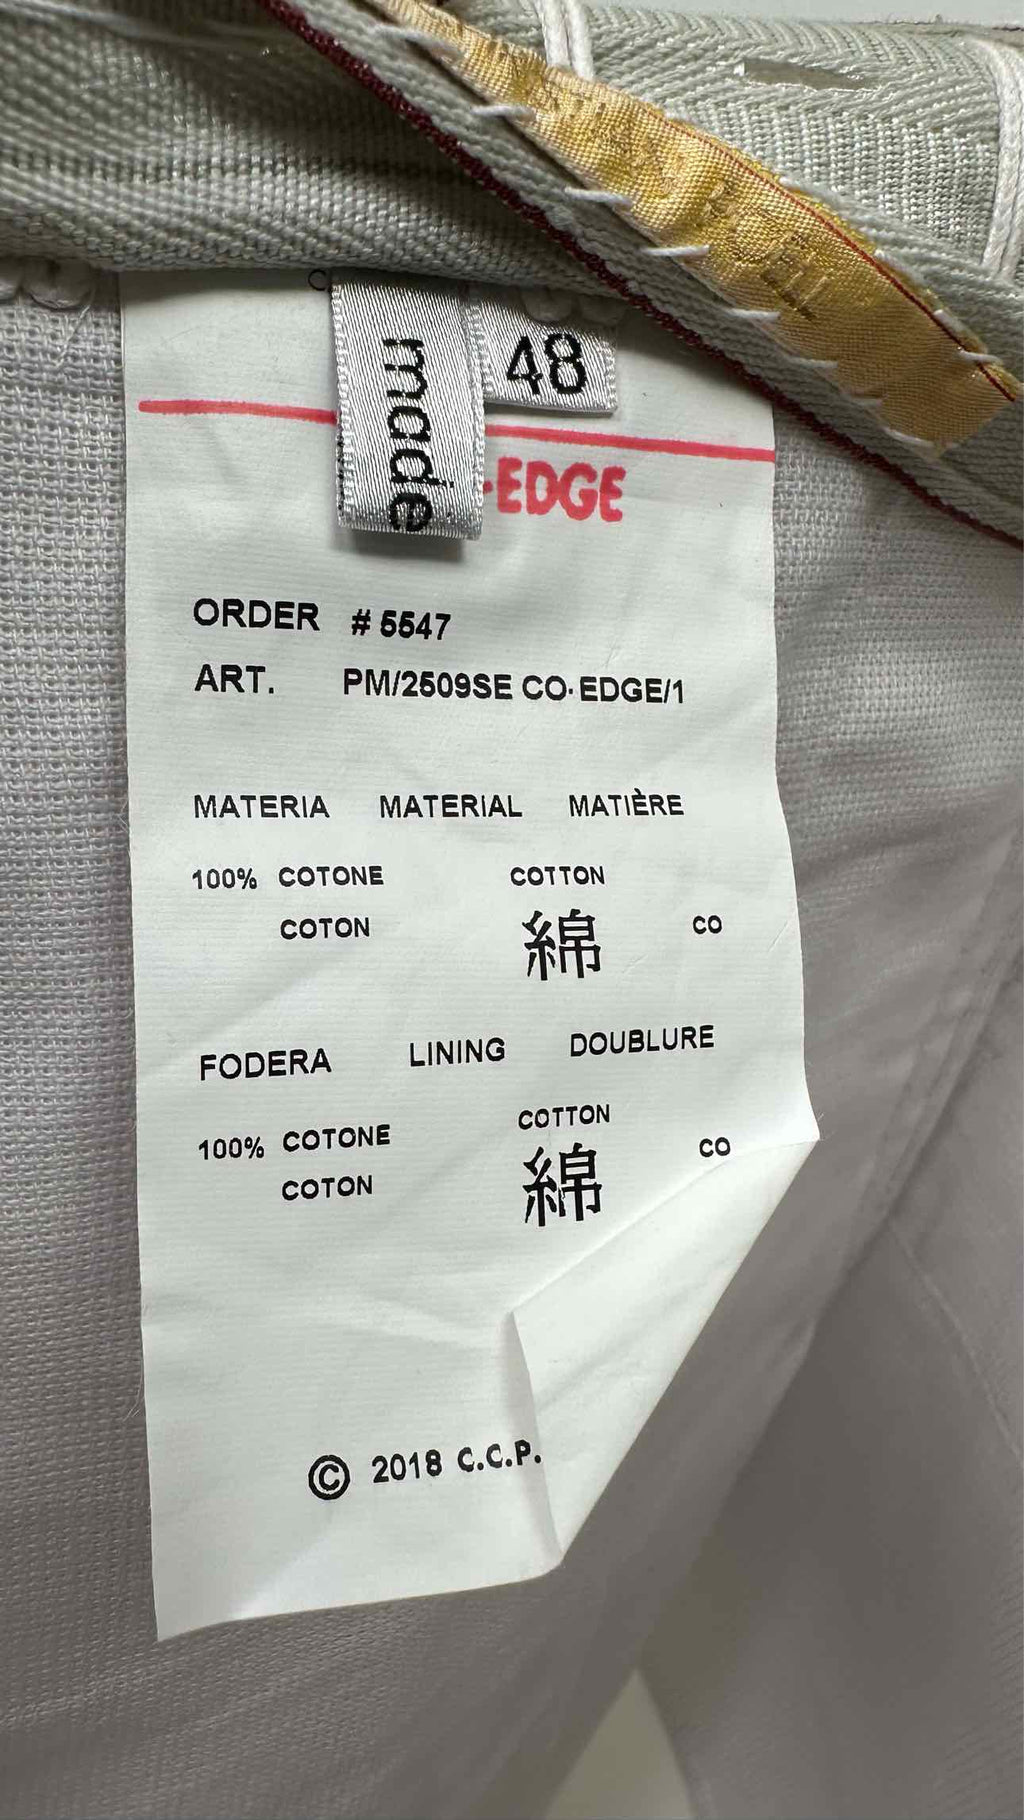 made
48
-EDGE
ORDER # 5547
ART. PM/2509SE CO-EDGE/1
MATERIA MATERIAL MATIÈRE
100% COTONE COTTON
COTON 綿 CO
FODERA LINING DOUBLURE
100% COTONE COTTON
COTON 綿 CO
© 2018 C.C.P.